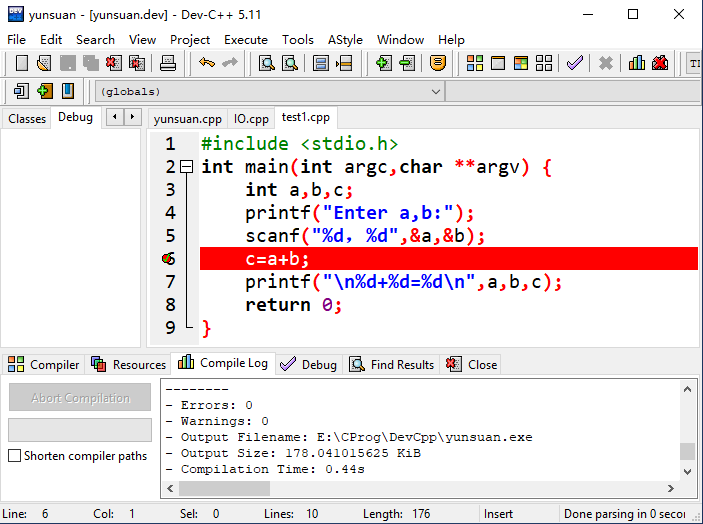 yunsuan - [yunsuan.dev] - Dev-C++ 5.11
File Edit Search View Project Execute Tools AStyle Window Help
(globals)
Classes Debug yunsuan.cpp IO.cpp test1.cpp
1 #include <stdio.h>
2 int main(int argc,char **argv) {
3 int a,b,c;
4 printf("Enter a,b:");
5 scanf("%d，%d",&a,&b);
6 c=a+b;
7 printf("\n%d+%d=%d\n",a,b,c);
8 return 0;
9 }
Compiler Resources Compile Log Debug Find Results Close
Abort Compilation
Shorten compiler paths
--------
- Errors: 0
- Warnings: 0
- Output Filename: E:\CProg\DevCpp\yunsuan.exe
- Output Size: 178.041015625 KiB
- Compilation Time: 0.44s
Line: 6 Col: 1 Sel: 0 Lines: 10 Length: 176 Insert Done parsing in 0 secon